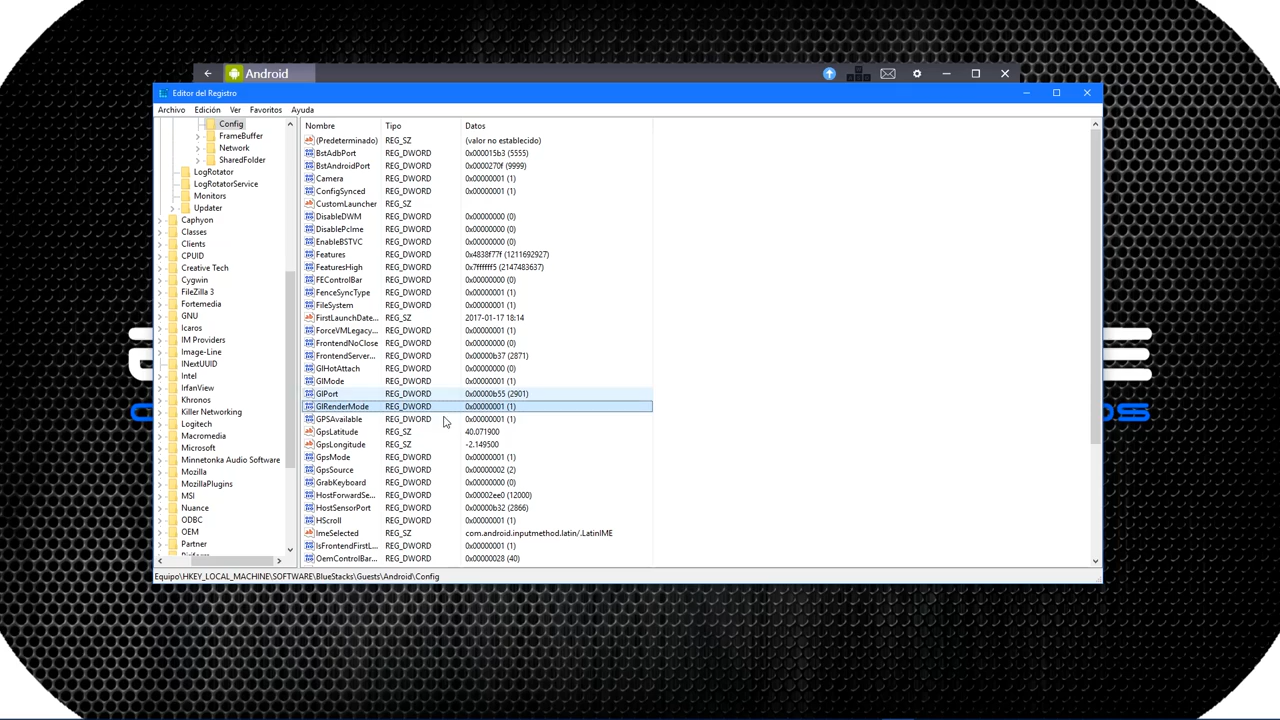 Android
Editor del Registro
Archivo Edición Ver Favoritos Ayuda
Config
FrameBuffer
Network
SharedFolder
LogRotator
LogRotatorService
Monitors
Updater
Caphyon
Classes
Clients
CPUID
Creative Tech
Cygwin
FileZilla 3
Fortemedia
GNU
Icaros
IM Providers
Image-Line
INextUUID
Intel
IrfanView
Khronos
Killer Networking
Logitech
Macromedia
Microsoft
Minnetonka Audio Software
Mozilla
MozillaPlugins
MSI
Nuance
ODBC
OEM
Partner
Nombre Tipo Datos
(Predeterminado) REG_SZ (valor no establecido)
BstAdbPort REG_DWORD 0x000015b3 (5555)
BstAndroidPort REG_DWORD 0x0000270f (9999)
Camera REG_DWORD 0x00000001 (1)
ConfigSynced REG_DWORD 0x00000001 (1)
CustomLauncher REG_SZ
DisableDWM REG_DWORD 0x00000000 (0)
DisablePcIme REG_DWORD 0x00000000 (0)
EnableBSTVC REG_DWORD 0x00000000 (0)
Features REG_DWORD 0x4838f77f (1211692927)
FeaturesHigh REG_DWORD 0x7ffffff5 (2147483637)
FEControlBar REG_DWORD 0x00000000 (0)
FenceSyncType REG_DWORD 0x00000001 (1)
FileSystem REG_DWORD 0x00000001 (1)
FirstLaunchDate... REG_SZ 2017-01-17 18:14
ForceVMLegacy... REG_DWORD 0x00000001 (1)
FrontendNoClose REG_DWORD 0x00000000 (0)
FrontendServer... REG_DWORD 0x00000b37 (2871)
GlHotAttach REG_DWORD 0x00000000 (0)
GlMode REG_DWORD 0x00000001 (1)
GlPort REG_DWORD 0x00000b55 (2901)
GlRenderMode REG_DWORD 0x00000001 (1)
GPSAvailable REG_DWORD 0x00000001 (1)
GpsLatitude REG_SZ 40.071900
GpsLongitude REG_SZ -2.149500
GpsMode REG_DWORD 0x00000001 (1)
GpsSource REG_DWORD 0x00000002 (2)
GrabKeyboard REG_DWORD 0x00000000 (0)
HostForwardSe... REG_DWORD 0x00002ee0 (12000)
HostSensorPort REG_DWORD 0x00000b32 (2866)
HScroll REG_DWORD 0x00000001 (1)
ImeSelected REG_SZ com.android.inputmethod.latin/.LatinIME
IsFrontendFirstL... REG_DWORD 0x00000001 (1)
OemControlBar... REG_DWORD 0x00000028 (40)
Equipo\HKEY_LOCAL_MACHINE\SOFTWARE\BlueStacks\Guests\Android\Config